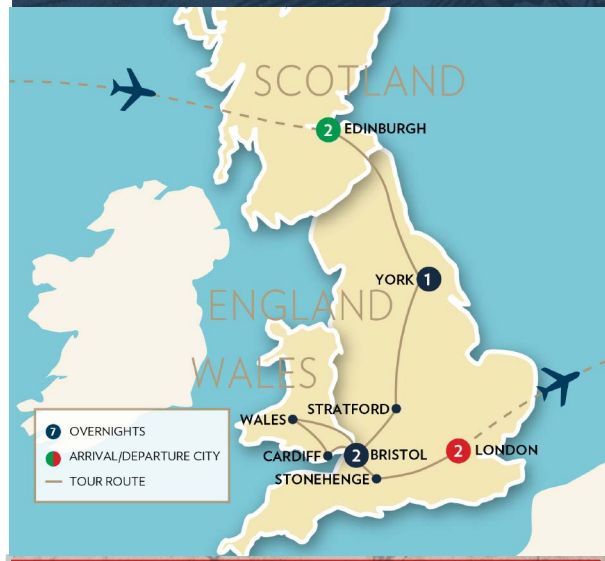 SCOTLAND
2 EDINBURGH
YORK 1
ENGLAND
WALES
STRATFORD
WALES
CARDIFF
2 BRISTOL
2 LONDON
STONEHENGE
7 OVERNIGHTS
ARRIVAL/DEPARTURE CITY
TOUR ROUTE